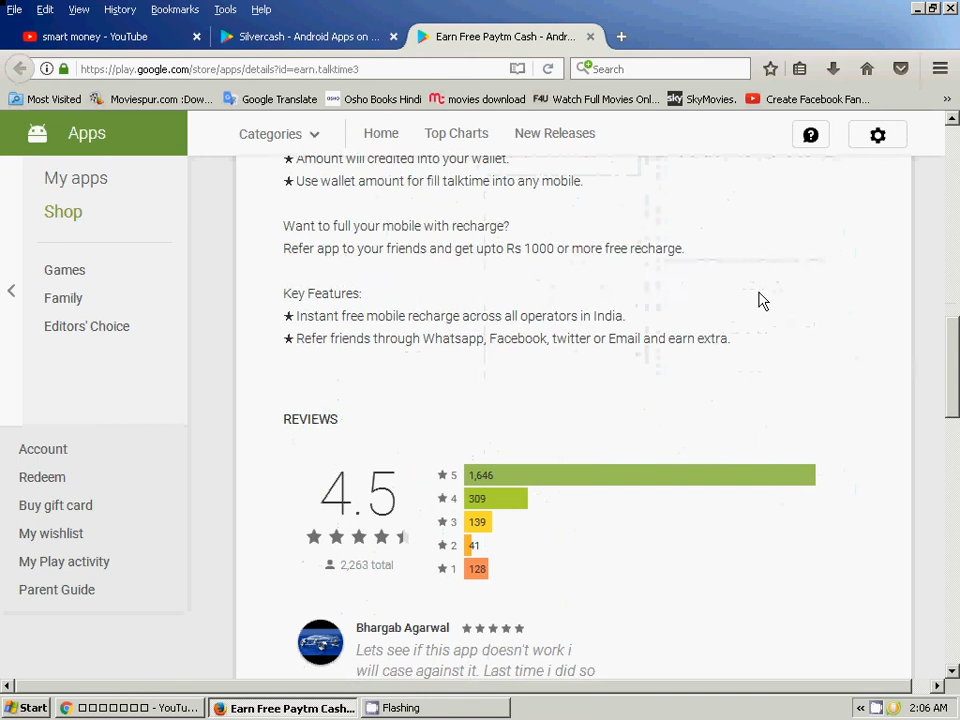 File Edit View History Bookmarks Tools Help
smart money - YouTube
Silvercash - Android Apps on ...
Earn Free Paytm Cash - Andr...
https://play.google.com/store/apps/details?id=earn.talktime3
Search
Most Visited
Moviespur.com :Dow...
Google Translate
OSHO Osho Books Hindi
movies download
F4U Watch Full Movies Onl...
sky SkyMovies.
Create Facebook Fan...
Apps
Categories
Home
Top Charts
New Releases
My apps
Shop
Games
Family
Editors' Choice
Account
Redeem
Buy gift card
My wishlist
My Play activity
Parent Guide
★ Amount will credited into your wallet.
★ Use wallet amount for fill talktime into any mobile.
Want to full your mobile with recharge?
Refer app to your friends and get upto Rs 1000 or more free recharge.
Key Features:
★ Instant free mobile recharge across all operators in India.
★ Refer friends through Whatsapp, Facebook, twitter or Email and earn extra.
REVIEWS
4.5
2,263 total
★ 5 1,646
★ 4 309
★ 3 139
★ 2 41
★ 1 128
Bhargab Agarwal ★★★★★
Lets see if this app doesn't work i
will case against it. Last time i did so
Start
- YouTu...
Earn Free Paytm Cash...
Flashing
2:06 AM